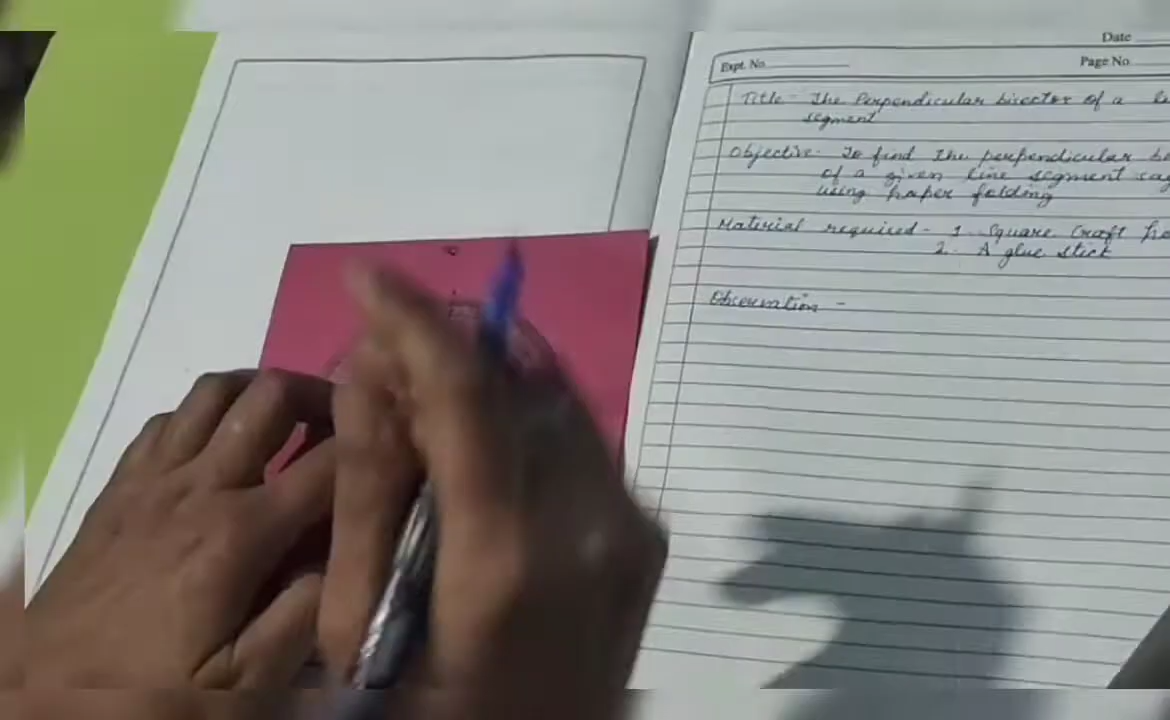 Date
Expt. No.
Page No.
Title - The Perpendicular bisector of a
segment
Objective - To find the perpendicular
of a given line segment
using paper folding
Material required - 1. Square Craft
2. A glue stick
Observation -